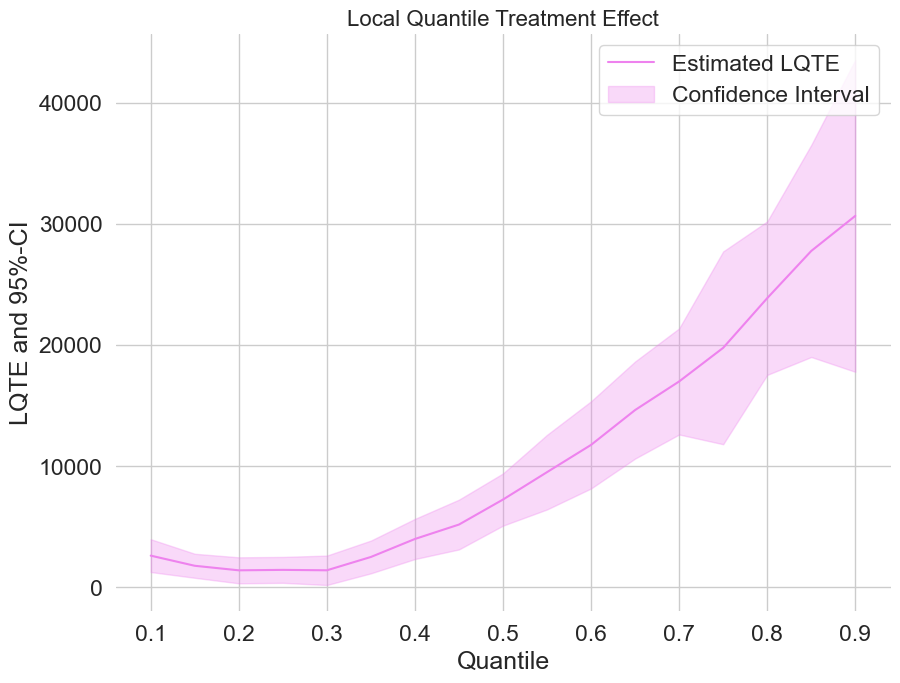 Local Quantile Treatment Effect
Estimated LQTE
Confidence Interval
LQTE and 95%-CI
40000
30000
20000
10000
0
0.1 0.2 0.3 0.4 0.5 0.6 0.7 0.8 0.9
Quantile